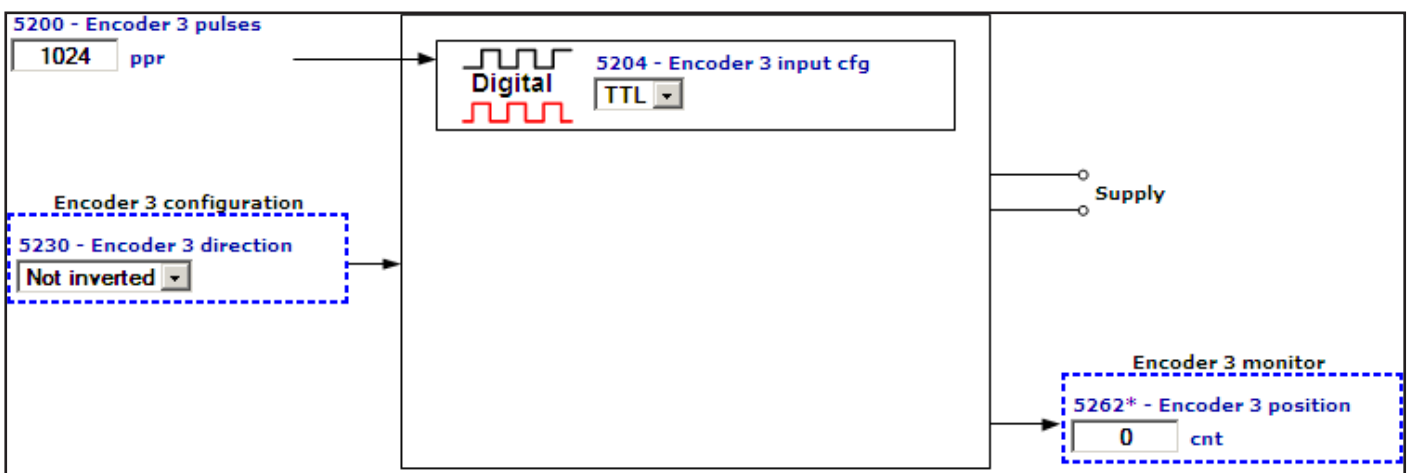 5200 - Encoder 3 pulses
1024 ppr
Digital
5204 - Encoder 3 input cfg
TTL
Supply
Encoder 3 configuration
5230 - Encoder 3 direction
Not inverted
Encoder 3 monitor
5262* - Encoder 3 position
0 cnt